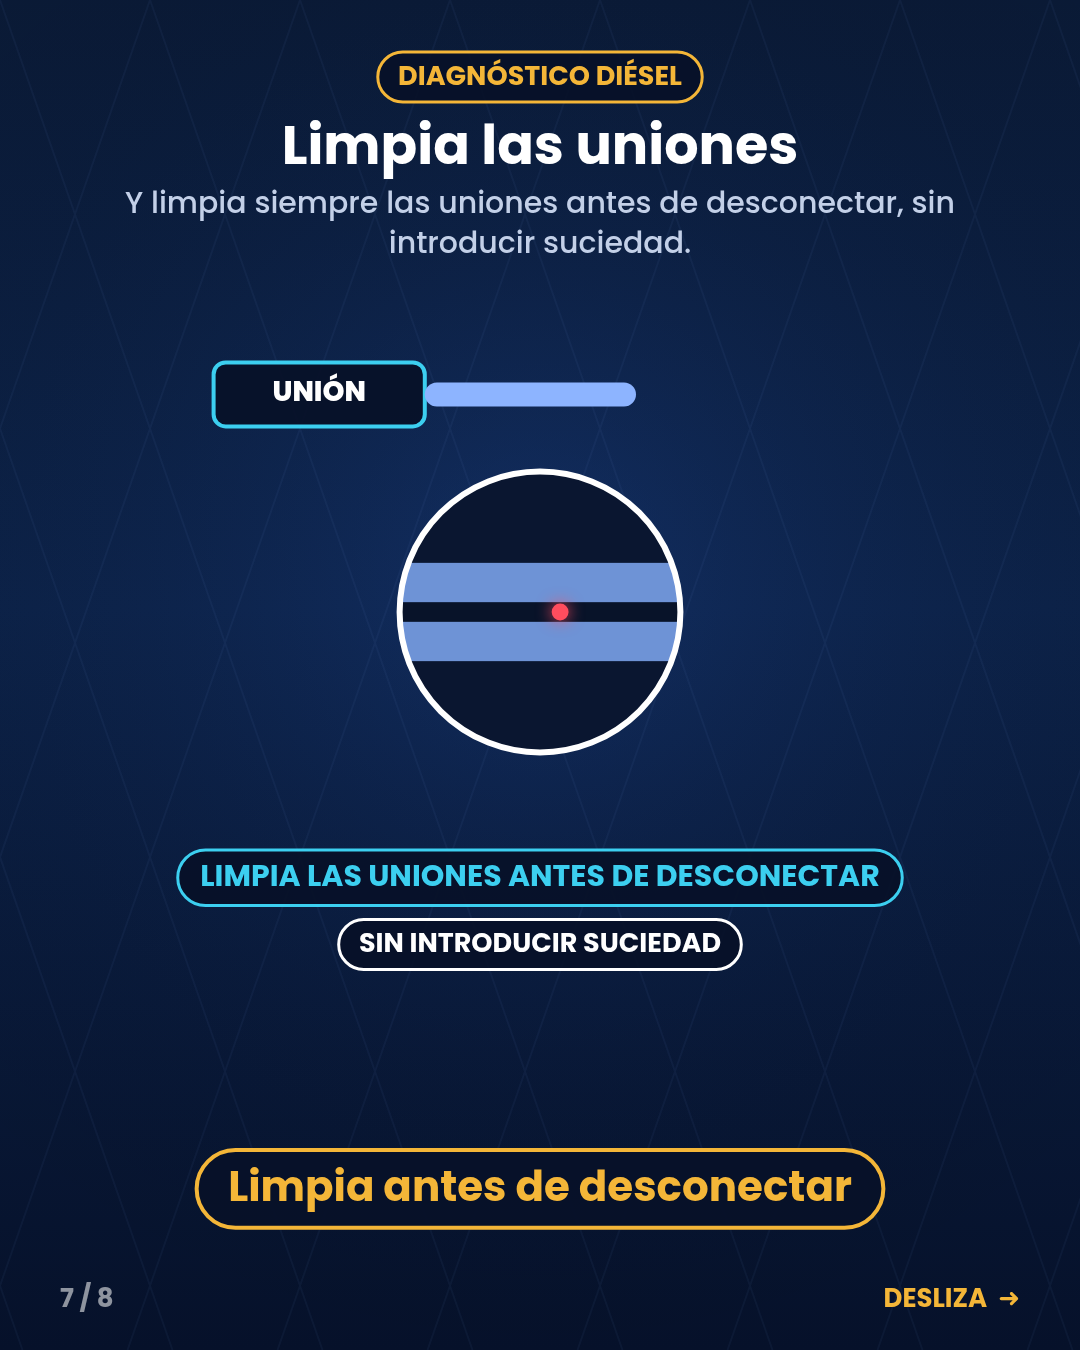 DIAGNÓSTICO DIÉSEL
Limpia las uniones
Y limpia siempre las uniones antes de desconectar, sin
introducir suciedad.
UNIÓN
LIMPIA LAS UNIONES ANTES DE DESCONECTAR
SIN INTRODUCIR SUCIEDAD
Limpia antes de desconectar
7 / 8
DESLIZA →